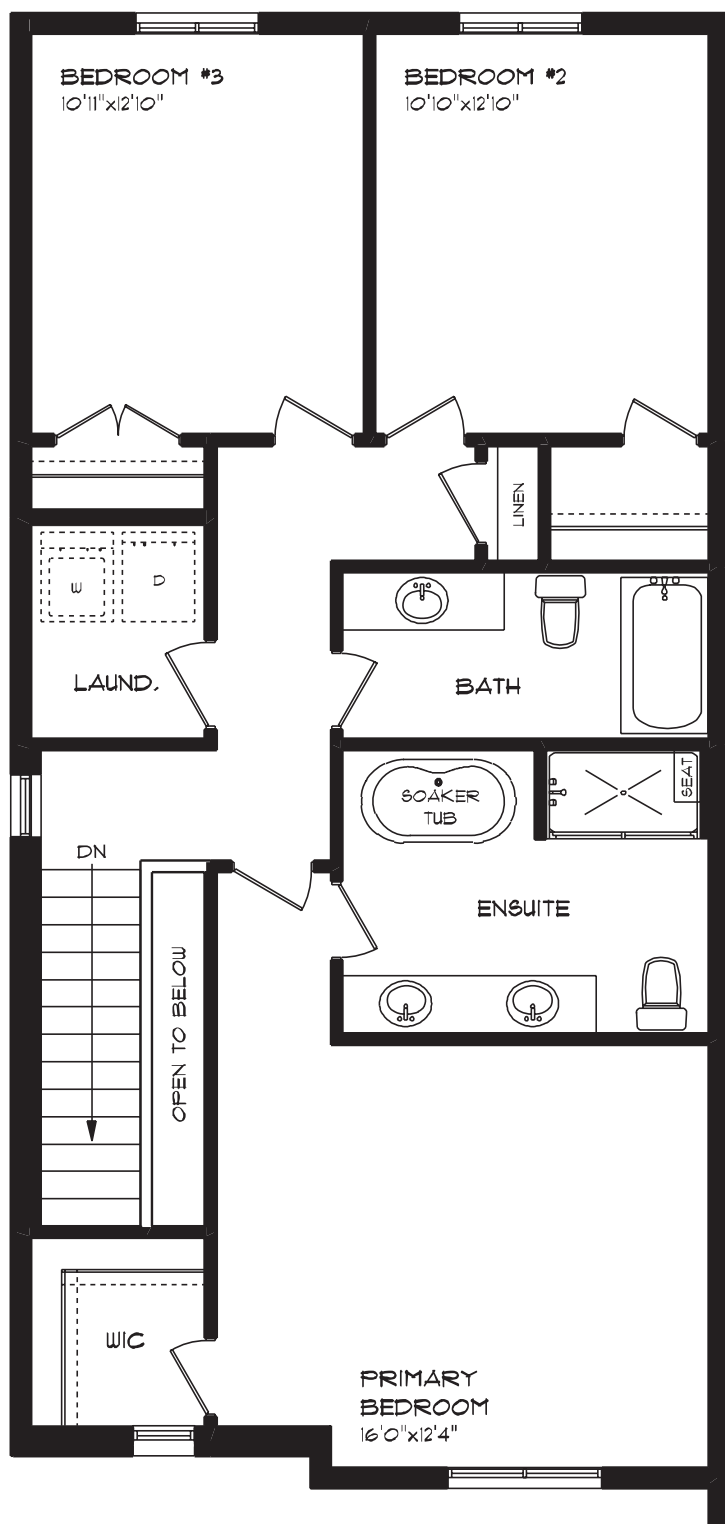 BEDROOM #3
10'11"x12'10"
BEDROOM #2
10'10"x12'10"
LINEN
W
D
LAUND.
BATH
SOAKER
TUB
SEAT
DN
ENSUITE
OPEN TO BELOW
WIC
PRIMARY
BEDROOM
16'0"x12'4"